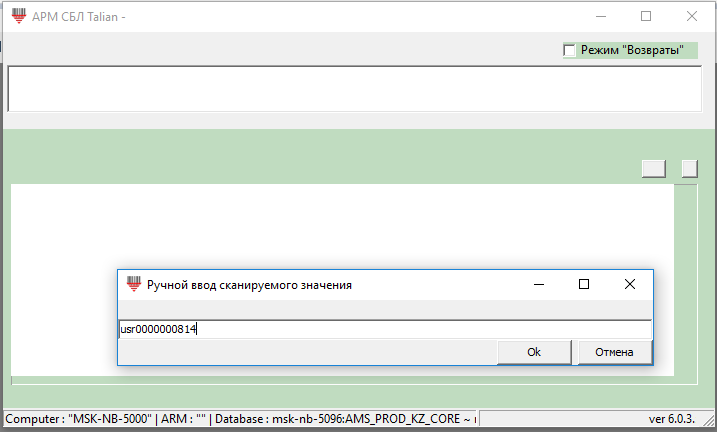 АРМ СБЛ Talian -
Режим "Возвраты"
Ручной ввод сканируемого значения
usr0000000814
Ok Отмена
Computer : "MSK-NB-5000" | ARM : "" | Database : msk-nb-5096:AMS_PROD_KZ_CORE ~ ver 6.0.3.